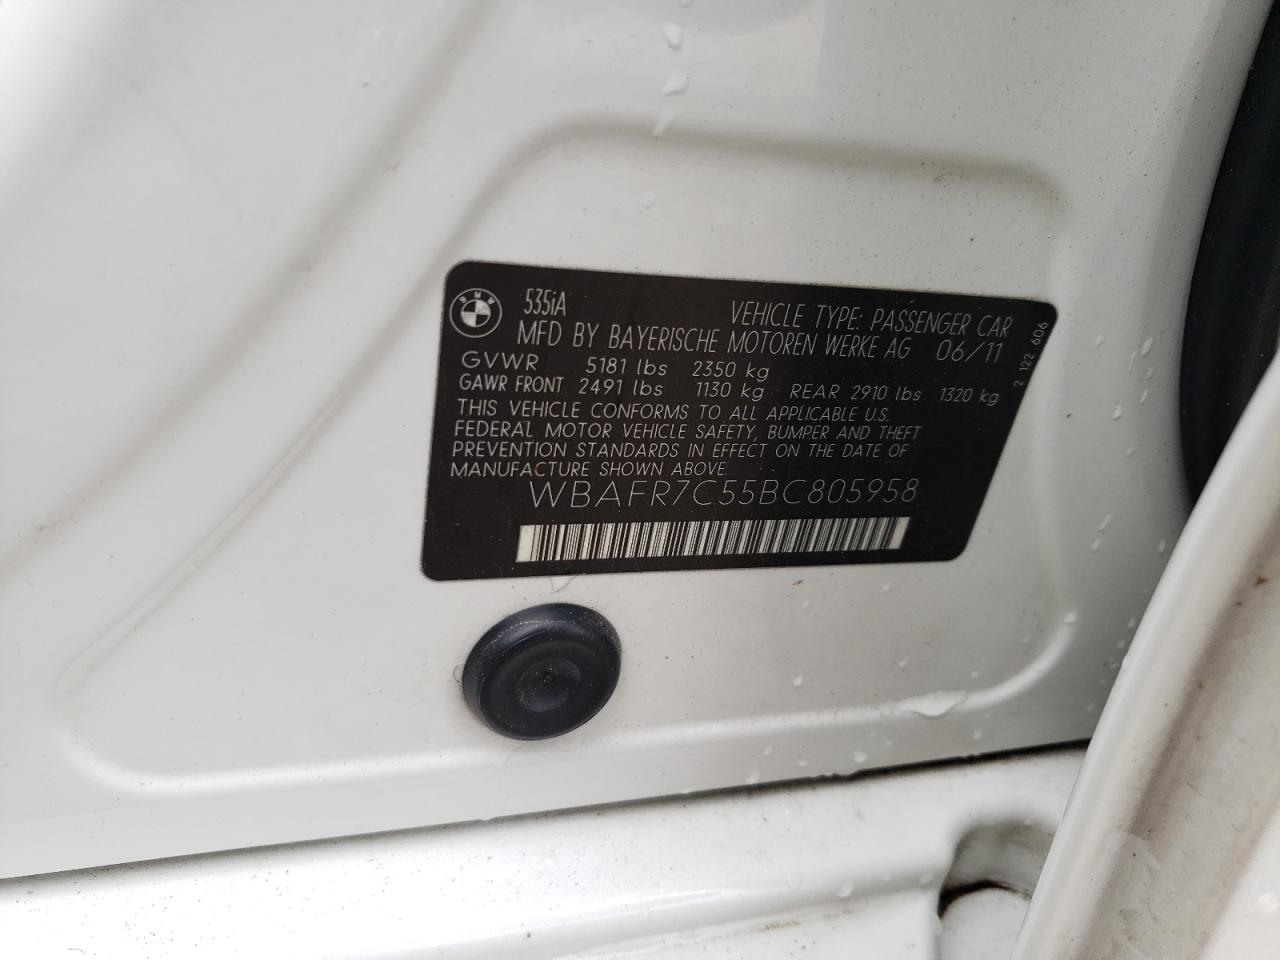 BMW
535iA
VEHICLE TYPE: PASSENGER CAR
MFD BY BAYERISCHE MOTOREN WERKE AG 06/11
GVWR 5181 lbs 2350 kg
GAWR FRONT 2491 lbs 1130 kg REAR 2910 lbs 1320 kg
THIS VEHICLE CONFORMS TO ALL APPLICABLE U.S.
FEDERAL MOTOR VEHICLE SAFETY, BUMPER AND THEFT
PREVENTION STANDARDS IN EFFECT ON THE DATE OF
MANUFACTURE SHOWN ABOVE.
WBAFR7C55BC805958
2 122 606